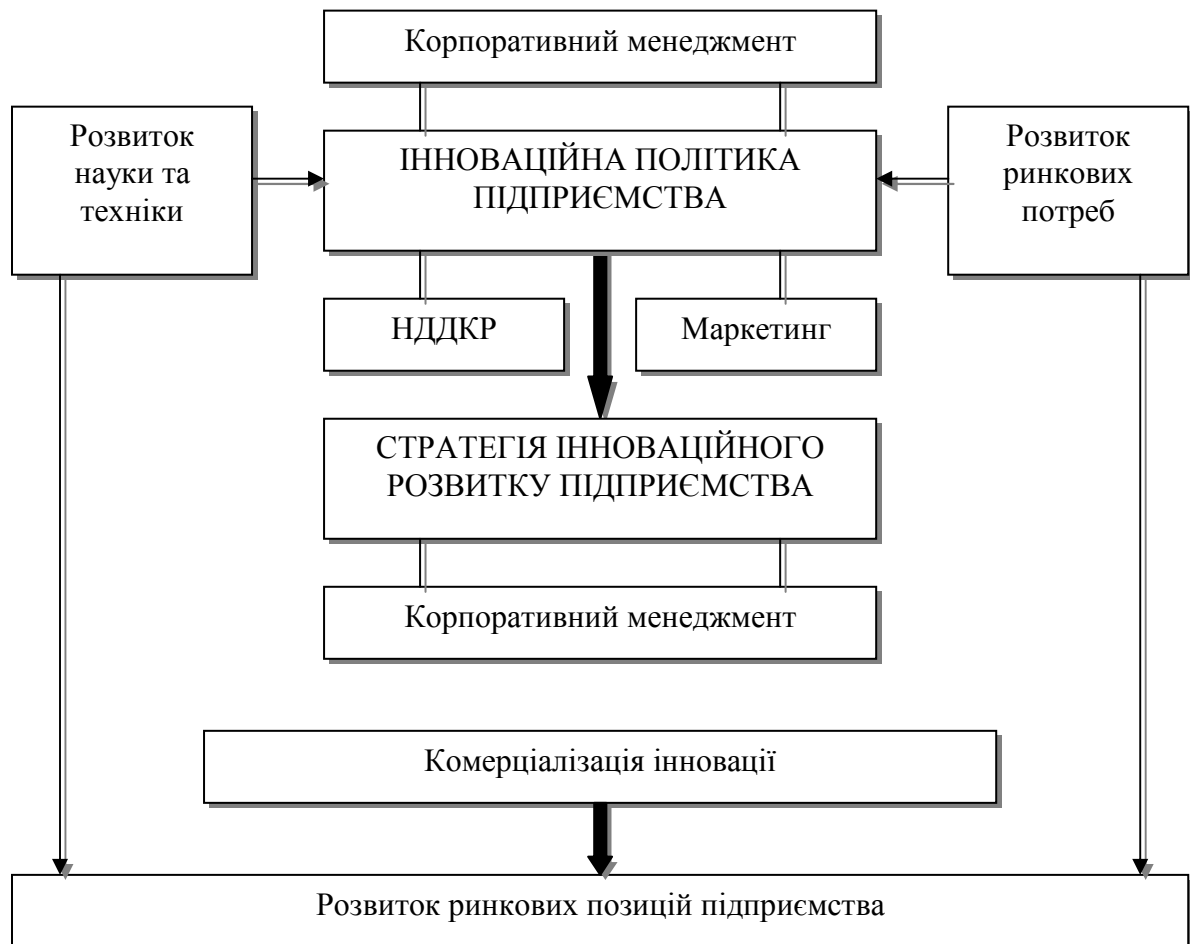 Корпоративний менеджмент
Розвиток
науки та
техніки
ІННОВАЦІЙНА ПОЛІТИКА
ПІДПРИЄМСТВА
Розвиток
ринкових
потреб
НДДКР
Маркетинг
СТРАТЕГІЯ ІННОВАЦІЙНОГО
РОЗВИТКУ ПІДПРИЄМСТВА
Корпоративний менеджмент
Комерціалізація інновації
Розвиток ринкових позицій підприємства